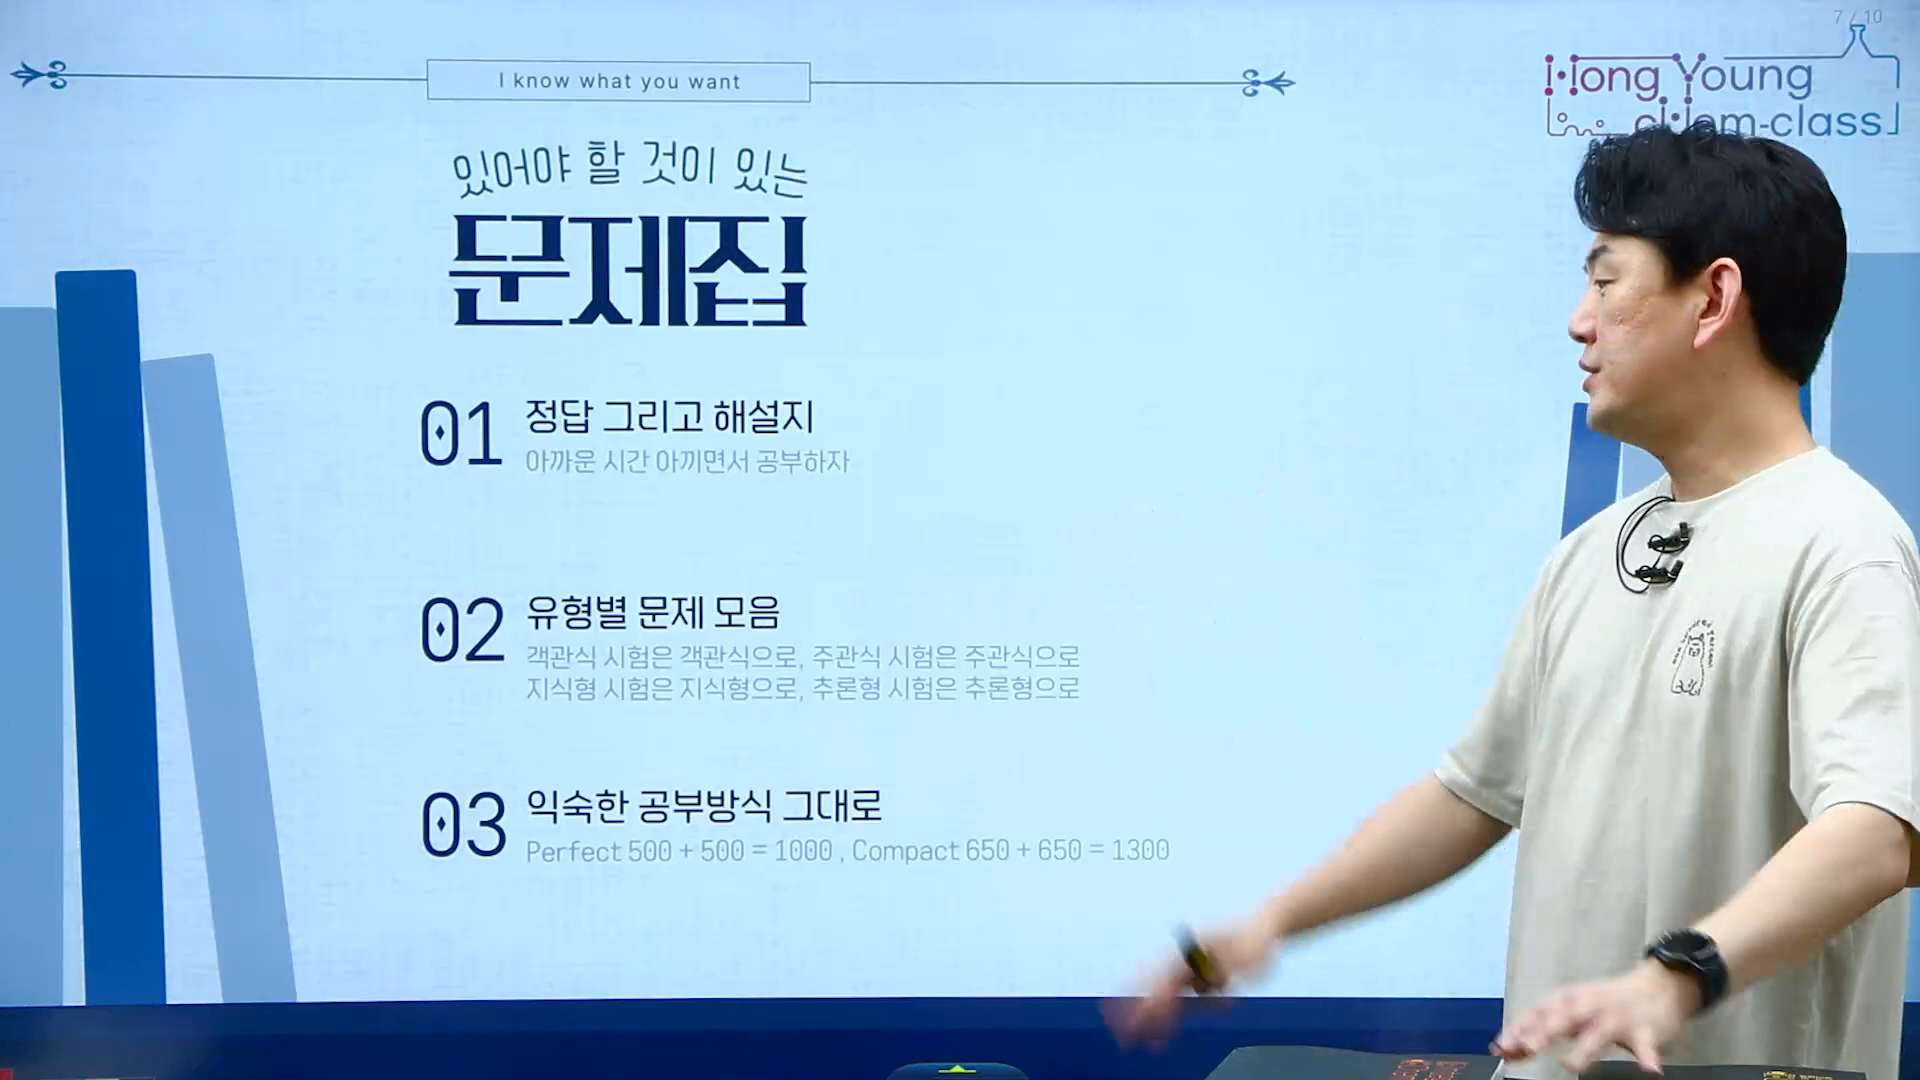 7 / 10
I know what you want
Hong Young
chem-class
있어야 할 것이 있는
문제집
01 정답 그리고 해설지
아까운 시간 아끼면서 공부하자
02 유형별 문제 모음
객관식 시험은 객관식으로, 주관식 시험은 주관식으로
지식형 시험은 지식형으로, 추론형 시험은 추론형으로
03 익숙한 공부방식 그대로
Perfect 500 + 500 = 1000 , Compact 650 + 650 = 1300